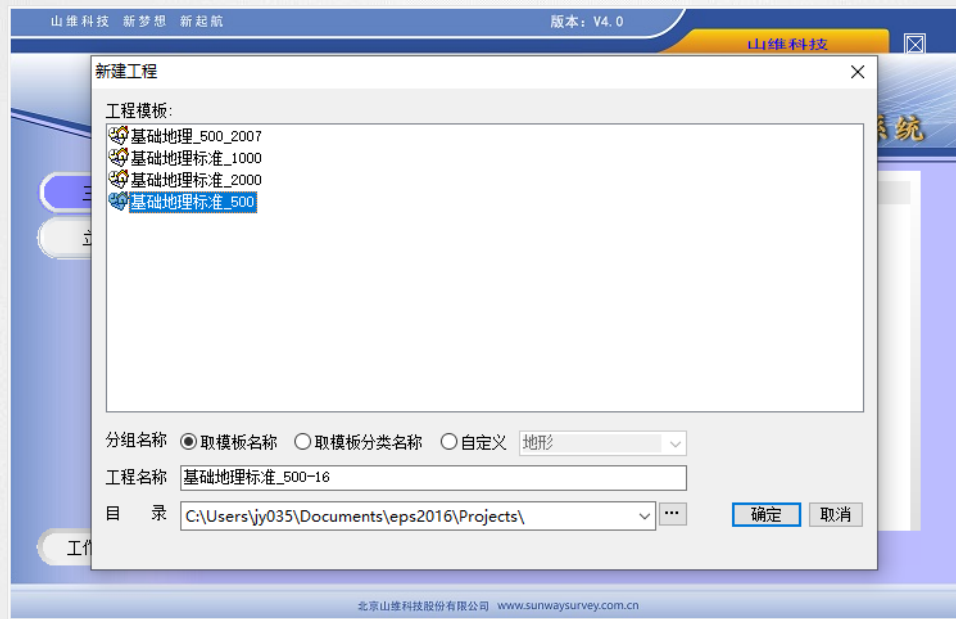 山维科技 新梦想 新起航
版本: V4.0
山维科技
新建工程
系统
工程模板:
基础地理_500_2007
基础地理标准_1000
基础地理标准_2000
基础地理标准_500
三
分组名称 取模板名称 取模板分类名称 自定义 地形
工程名称 基础地理标准_500-16
目 录 C:\Users\jy035\Documents\eps2016\Projects\ ... 确定 取消
工作
北京山维科技股份有限公司 www.sunwaysurvey.com.cn